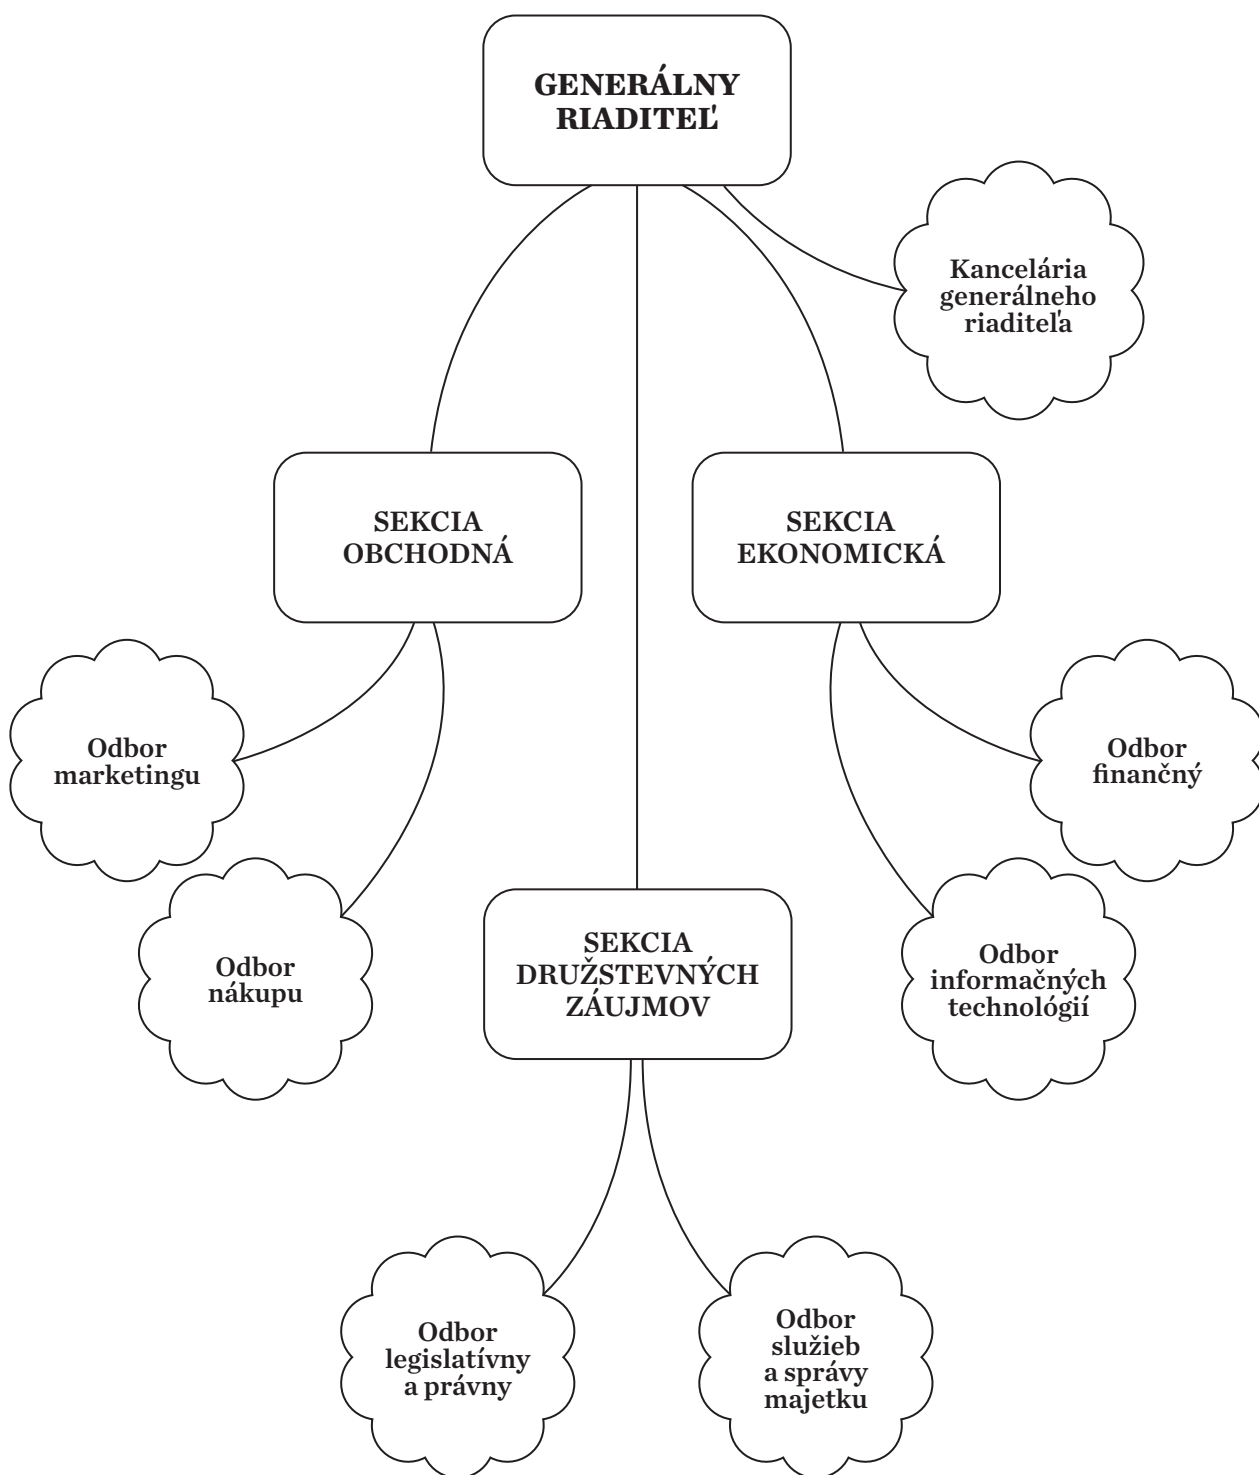 GENERÁLNY
RIADITEĽ
Kancelária
generálneho
riaditeľa
SEKCIA
OBCHODNÁ
SEKCIA
EKONOMICKÁ
Odbor
marketingu
Odbor
finančný
Odbor
nákupu
SEKCIA
DRUŽSTEVNÝCH
ZÁUJMOV
Odbor
informačných
technológií
Odbor
legislatívny
a právny
Odbor
služieb
a správy
majetku